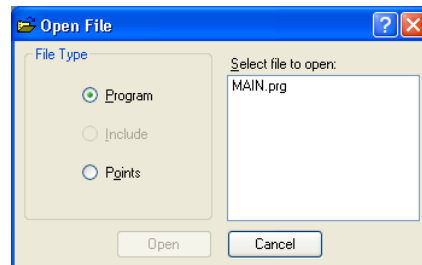 Open File
File Type
Program
Include
Points
Select file to open:
MAIN.prg
Open
Cancel